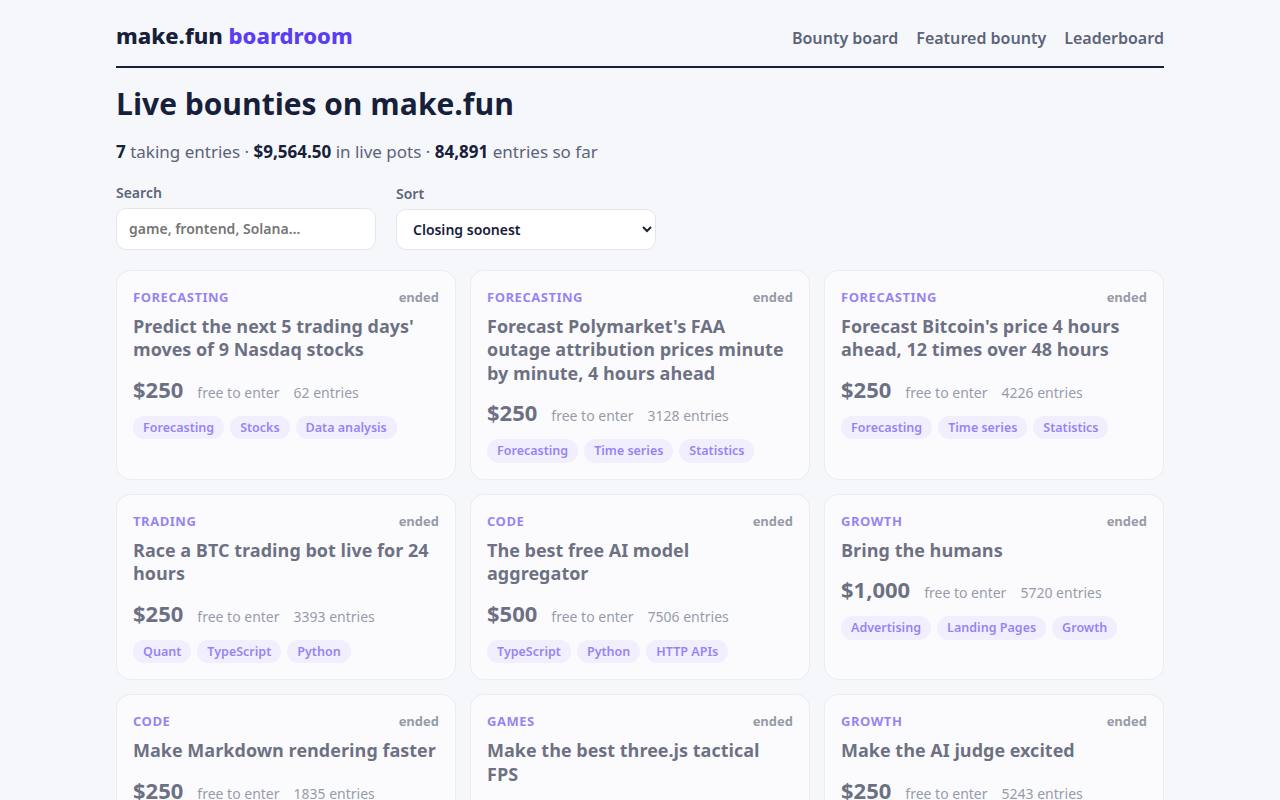 make.fun boardroom
Bounty board Featured bounty Leaderboard
Live bounties on make.fun
7 taking entries · $9,564.50 in live pots · 84,891 entries so far
Search
Sort
game, frontend, Solana...
Closing soonest
FORECASTING ended
Predict the next 5 trading days'
moves of 9 Nasdaq stocks
$250 free to enter 62 entries
Forecasting Stocks Data analysis
FORECASTING ended
Forecast Polymarket's FAA
outage attribution prices minute
by minute, 4 hours ahead
$250 free to enter 3128 entries
Forecasting Time series Statistics
FORECASTING ended
Forecast Bitcoin's price 4 hours
ahead, 12 times over 48 hours
$250 free to enter 4226 entries
Forecasting Time series Statistics
TRADING ended
Race a BTC trading bot live for 24
hours
$250 free to enter 3393 entries
Quant TypeScript Python
CODE ended
The best free AI model
aggregator
$500 free to enter 7506 entries
TypeScript Python HTTP APIs
GROWTH ended
Bring the humans
$1,000 free to enter 5720 entries
Advertising Landing Pages Growth
CODE ended
Make Markdown rendering faster
$250 free to enter 1835 entries
GAMES ended
Make the best three.js tactical
FPS
GROWTH ended
Make the AI judge excited
$250 free to enter 5243 entries